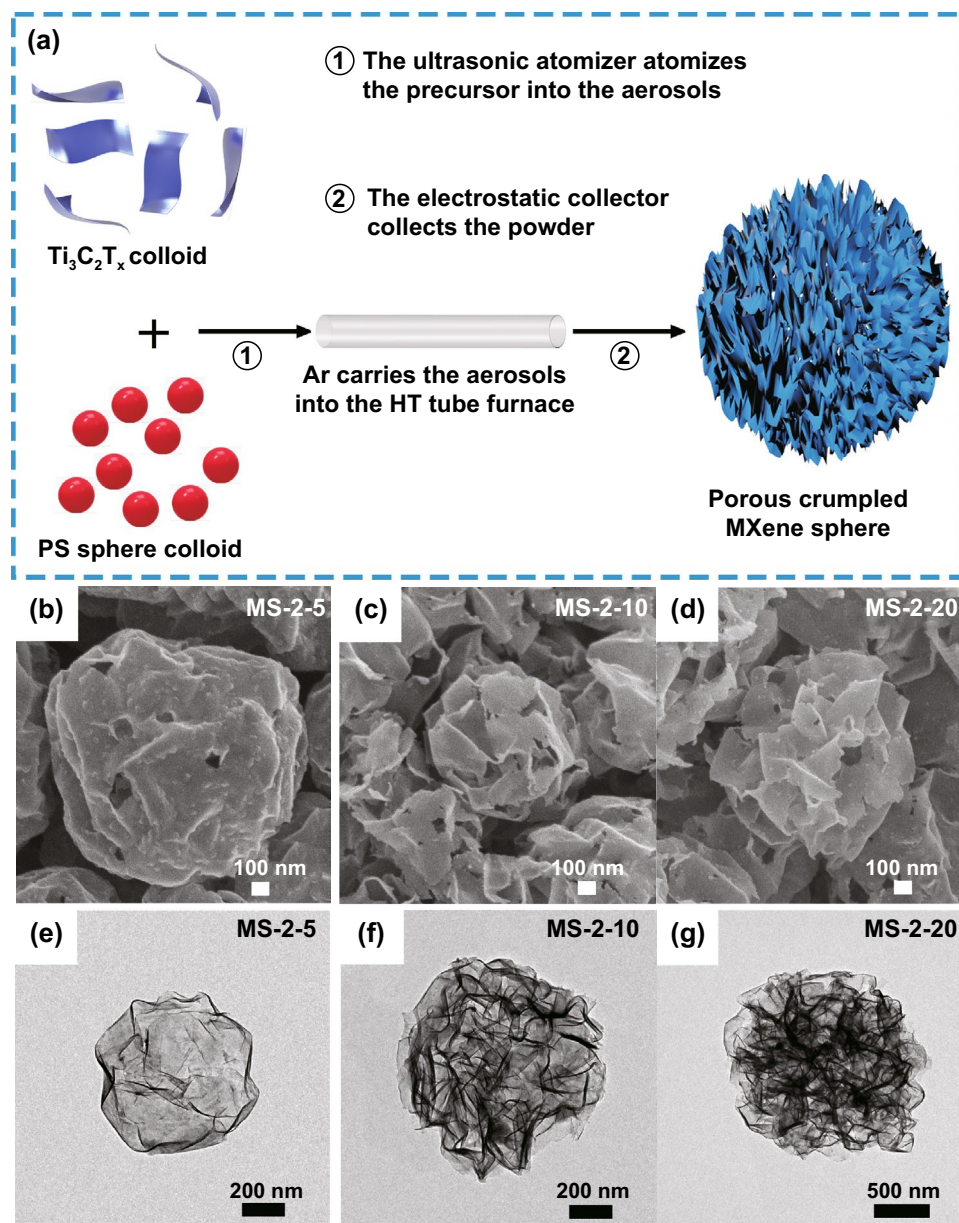 (a)
① The ultrasonic atomizer atomizes
the precursor into the aerosols
② The electrostatic collector
collects the powder
Ti₃C₂Tₓ colloid
+
①
②
Ar carries the aerosols
into the HT tube furnace
PS sphere colloid
Porous crumpled
MXene sphere
(b) MS-2-5
100 nm
(c) MS-2-10
100 nm
(d) MS-2-20
100 nm
(e) MS-2-5
200 nm
(f) MS-2-10
200 nm
(g) MS-2-20
500 nm